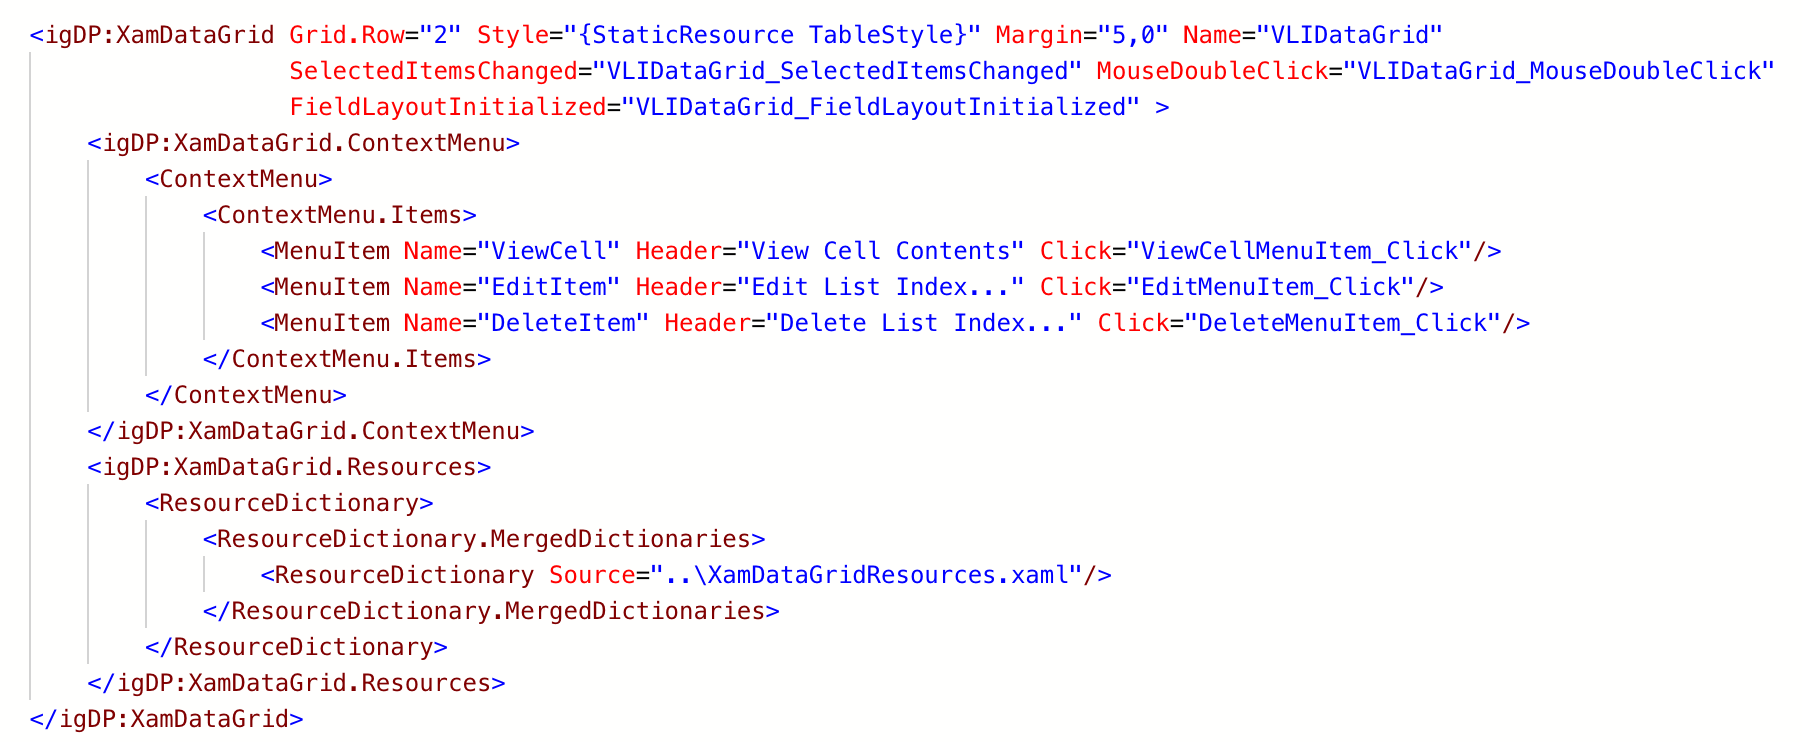 <igDP:XamDataGrid Grid.Row="2" Style="{StaticResource TableStyle}" Margin="5,0" Name="VLIDataGrid"
                  SelectedItemsChanged="VLIDataGrid_SelectedItemsChanged" MouseDoubleClick="VLIDataGrid_MouseDoubleClick"
                  FieldLayoutInitialized="VLIDataGrid_FieldLayoutInitialized" >
    <igDP:XamDataGrid.ContextMenu>
        <ContextMenu>
            <ContextMenu.Items>
                <MenuItem Name="ViewCell" Header="View Cell Contents" Click="ViewCellMenuItem_Click"/>
                <MenuItem Name="EditItem" Header="Edit List Index..." Click="EditMenuItem_Click"/>
                <MenuItem Name="DeleteItem" Header="Delete List Index..." Click="DeleteMenuItem_Click"/>
            </ContextMenu.Items>
        </ContextMenu>
    </igDP:XamDataGrid.ContextMenu>
    <igDP:XamDataGrid.Resources>
        <ResourceDictionary>
            <ResourceDictionary.MergedDictionaries>
                <ResourceDictionary Source="..\XamDataGridResources.xaml"/>
            </ResourceDictionary.MergedDictionaries>
        </ResourceDictionary>
    </igDP:XamDataGrid.Resources>
</igDP:XamDataGrid>